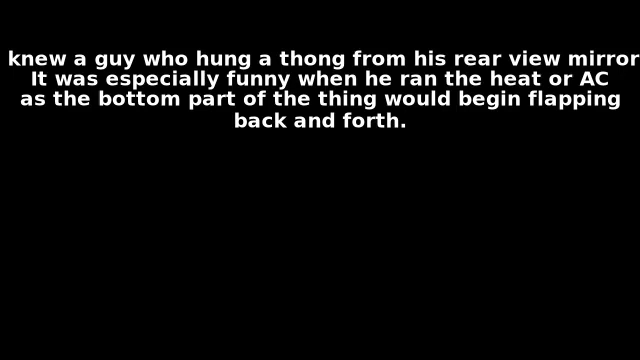 knew a guy who hung a thong from his rear view mirror
It was especially funny when he ran the heat or AC
as the bottom part of the thing would begin flapping
back and forth.